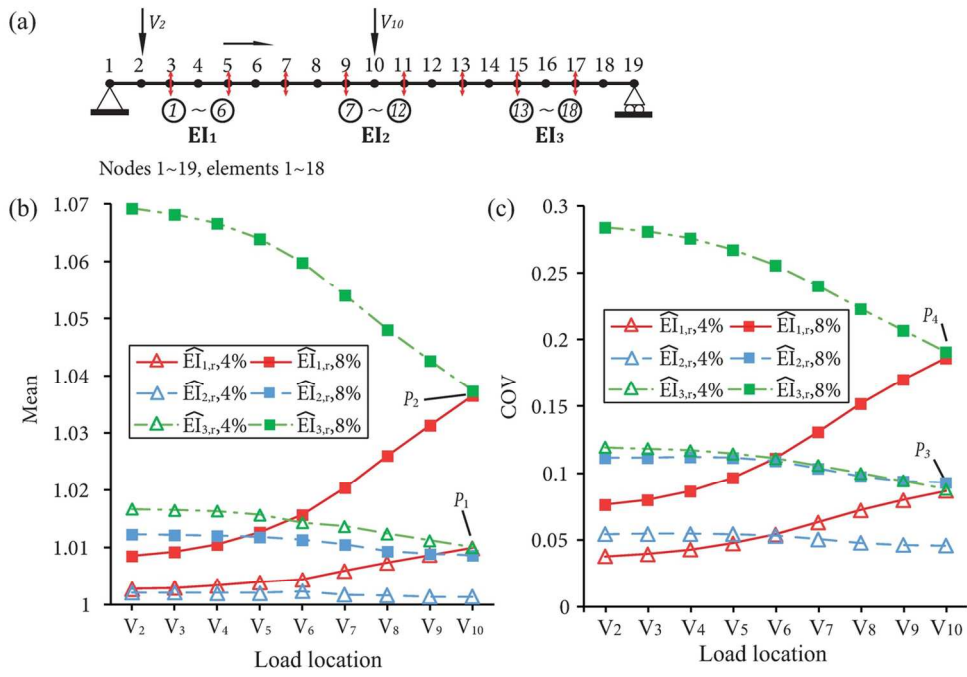 (a)
V2 V10
1 2 3 4 5 6 7 8 9 10 11 12 13 14 15 16 17 18 19
① ~ ⑥ ⑦ ~ ⑫ ⑬ ~ ⑱
EI1 EI2 EI3
Nodes 1~19, elements 1~18
(b)
Mean
1.07
1.06
1.05
1.04
1.03
1.02
1.01
1
ÊI1,r,4% ÊI1,r,8%
ÊI2,r,4% ÊI2,r,8%
ÊI3,r,4% ÊI3,r,8%
P2
P1
V2 V3 V4 V5 V6 V7 V8 V9 V10
Load location
(c)
COV
0.3
0.25
0.2
0.15
0.1
0.05
0
ÊI1,r,4% ÊI1,r,8%
ÊI2,r,4% ÊI2,r,8%
ÊI3,r,4% ÊI3,r,8%
P4
P3
V2 V3 V4 V5 V6 V7 V8 V9 V10
Load location